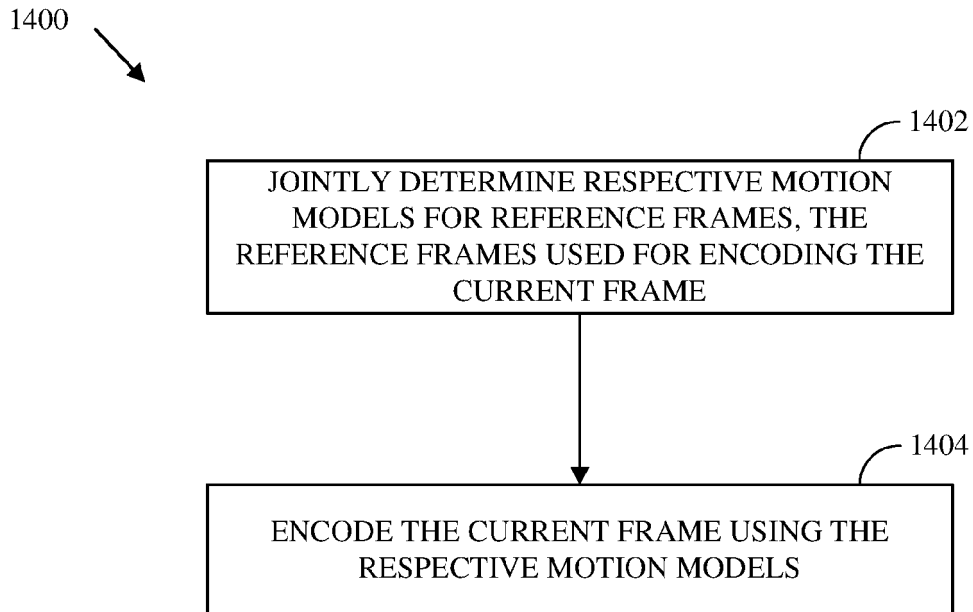 1400
1402
JOINTLY DETERMINE RESPECTIVE MOTION
MODELS FOR REFERENCE FRAMES, THE
REFERENCE FRAMES USED FOR ENCODING THE
CURRENT FRAME
1404
ENCODE THE CURRENT FRAME USING THE
RESPECTIVE MOTION MODELS